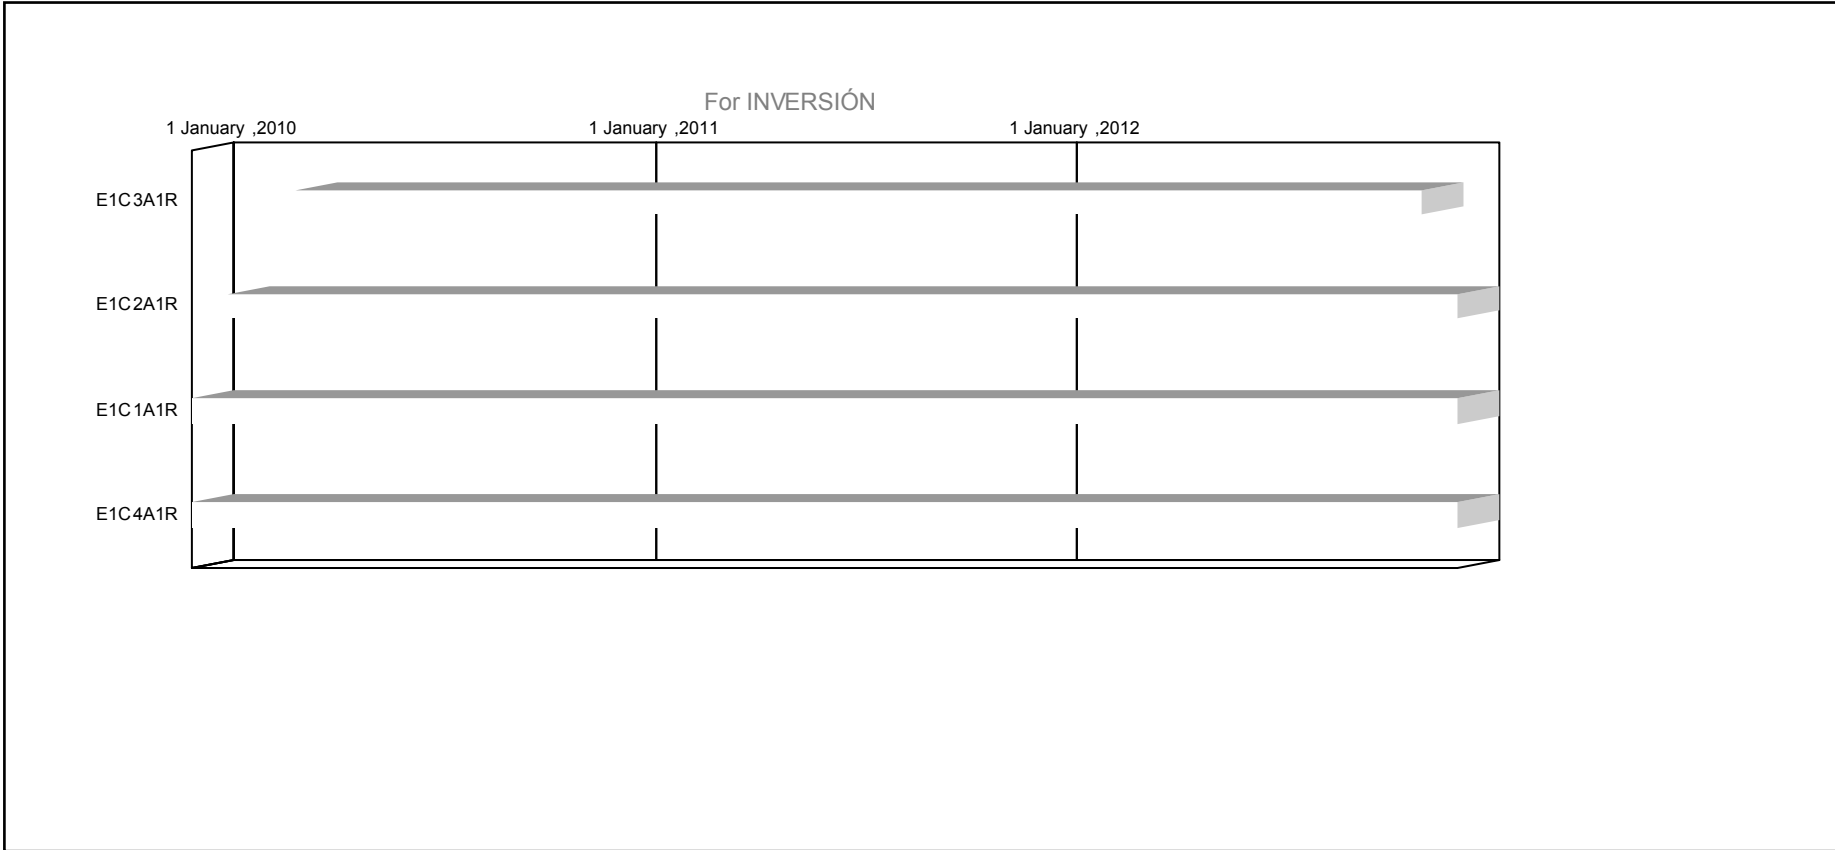 For INVERSIÓN
1 January ,2010
1 January ,2011
1 January ,2012
E1C3A1R
E1C2A1R
E1C1A1R
E1C4A1R